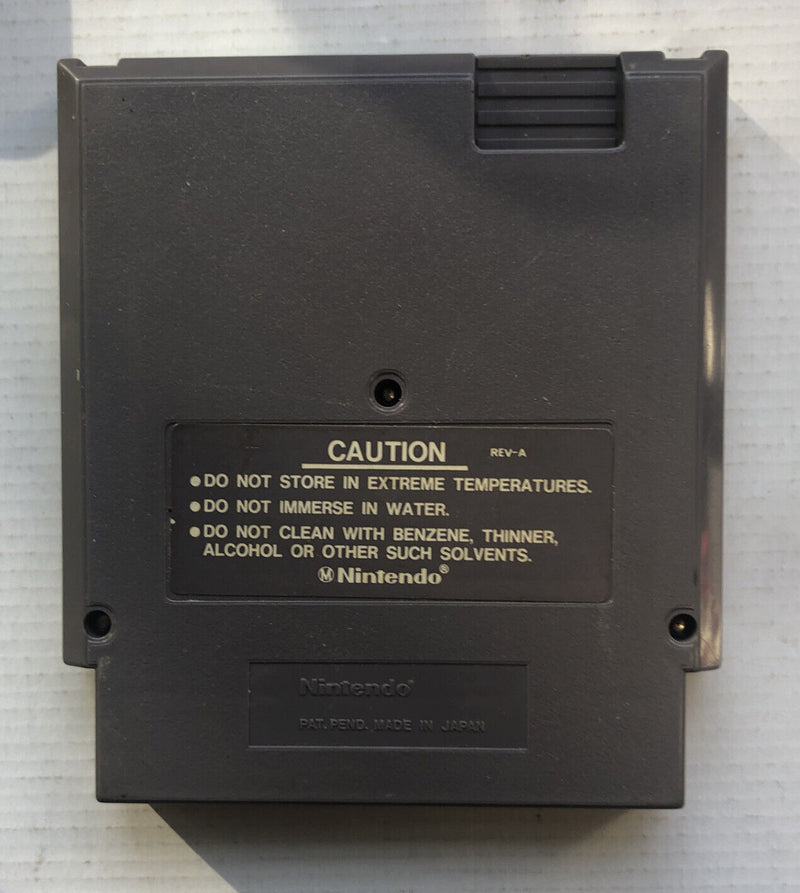 CAUTION REV-A
●DO NOT STORE IN EXTREME TEMPERATURES.
●DO NOT IMMERSE IN WATER.
●DO NOT CLEAN WITH BENZENE, THINNER,
ALCOHOL OR OTHER SUCH SOLVENTS.
Ⓜ Nintendo®
Nintendo®
PAT. PEND. MADE IN JAPAN